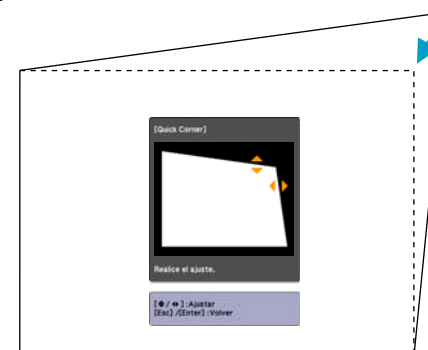 [Quick Corner]
Realice el ajuste.
[ / ] :Ajustar
[Esc] /[Enter] :Volver